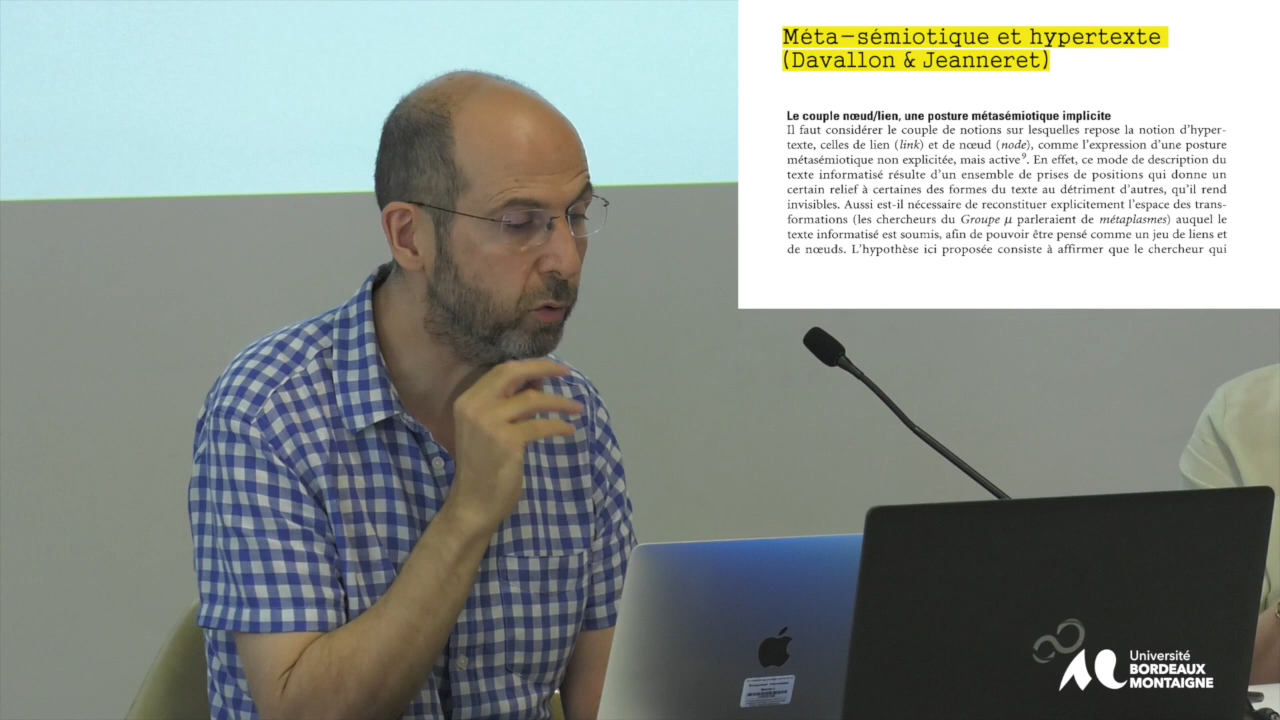 Méta-sémiotique et hypertexte
(Davallon & Jeanneret)
Le couple nœud/lien, une posture métasémiotique implicite
Il faut considérer le couple de notions sur lesquelles repose la notion d'hyper-
texte, celles de lien (link) et de nœud (node), comme l'expression d'une posture
métasémiotique non explicitée, mais active⁹. En effet, ce mode de description du
texte informatisé résulte d'un ensemble de prises de positions qui donne un
certain relief à certaines des formes du texte au détriment d'autres, qu'il rend
invisibles. Aussi est-il nécessaire de reconstituer explicitement l'espace des trans-
formations (les chercheurs du Groupe μ parleraient de métaplasmes) auquel le
texte informatisé est soumis, afin de pouvoir être pensé comme un jeu de liens et
de nœuds. L'hypothèse ici proposée consiste à affirmer que le chercheur qui
Université
BORDEAUX
MONTAIGNE